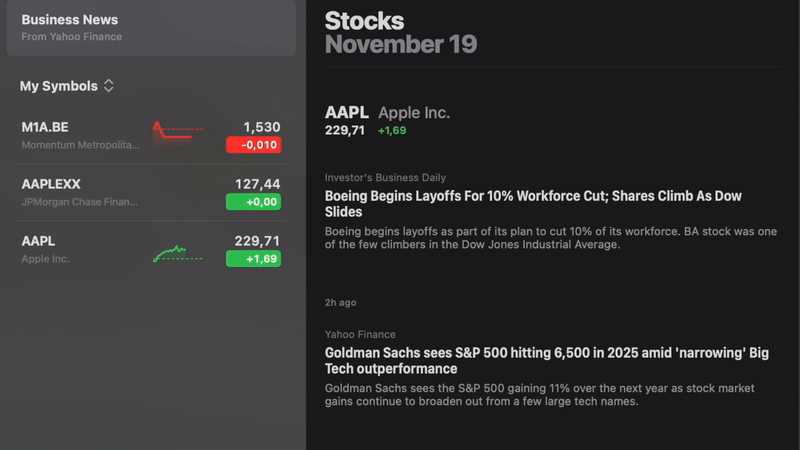 Business News
From Yahoo Finance
My Symbols
M1A.BE 1,530
Momentum Metropolita... -0,010
AAPLEXX 127,44
JPMorgan Chase Finan... +0,00
AAPL 229,71
Apple Inc. +1,69
Stocks
November 19
AAPL Apple Inc.
229,71 +1,69
Investor's Business Daily
Boeing Begins Layoffs For 10% Workforce Cut; Shares Climb As Dow
Slides
Boeing begins layoffs as part of its plan to cut 10% of its workforce. BA stock was one
of the few climbers in the Dow Jones Industrial Average.
2h ago
Yahoo Finance
Goldman Sachs sees S&P 500 hitting 6,500 in 2025 amid 'narrowing' Big
Tech outperformance
Goldman Sachs sees the S&P 500 gaining 11% over the next year as stock market
gains continue to broaden out from a few large tech names.